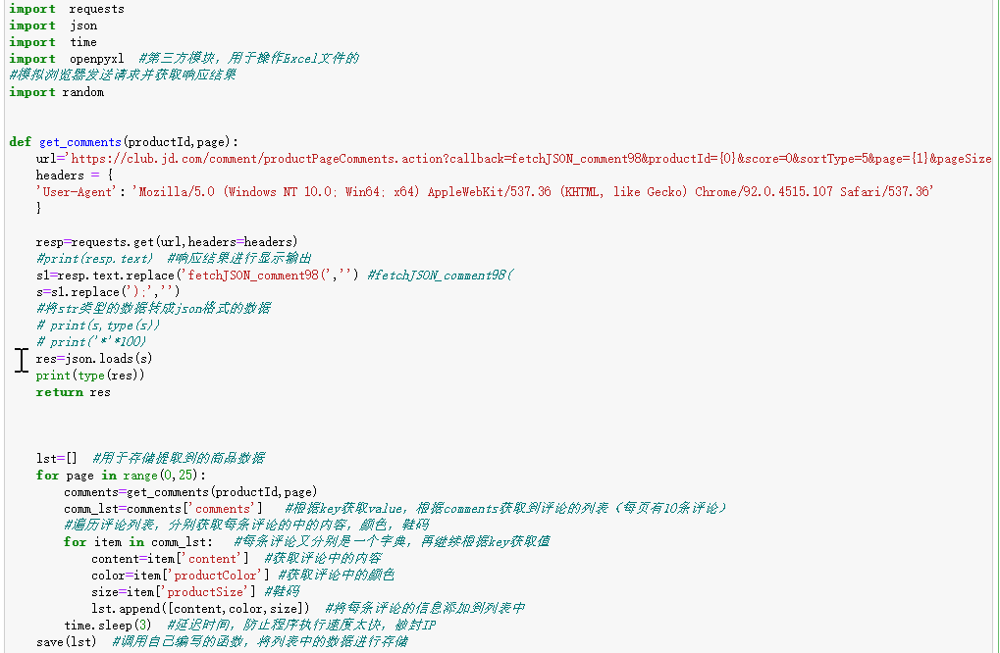 import requests
import json
import time
import openpyxl #第三方模块，用于操作Excel文件的
#模拟浏览器发送请求并获取响应结果
import random
def get_comments(productId,page):
url='https://club.jd.com/comment/productPageComments.action?callback=fetchJSON_comment98&productId={0}&score=0&sortType=5&page={1}&pageSize
headers = {
'User-Agent': 'Mozilla/5.0 (Windows NT 10.0; Win64; x64) AppleWebKit/537.36 (KHTML, like Gecko) Chrome/92.0.4515.107 Safari/537.36'
}
resp=requests.get(url,headers=headers)
#print(resp.text) #响应结果进行显示输出
s1=resp.text.replace('fetchJSON_comment98(','') #fetchJSON_comment98(
s=s1.replace(');','')
#将str类型的数据转成json格式的数据
# print(s,type(s))
# print('*'*100)
res=json.loads(s)
print(type(res))
return res
lst=[] #用于存储提取到的商品数据
for page in range(0,25):
comments=get_comments(productId,page)
comm_lst=comments['comments'] #根据key获取value，根据comments获取到评论的列表（每页有10条评论）
#遍历评论列表，分别获取每条评论的中的内容，颜色，鞋码
for item in comm_lst: #每条评论又分别是一个字典，再继续根据key获取值
content=item['content'] #获取评论中的内容
color=item['productColor'] #获取评论中的颜色
size=item['productSize'] #鞋码
lst.append([content,color,size]) #将每条评论的信息添加到列表中
time.sleep(3) #延迟时间，防止程序执行速度太快，被封IP
save(lst) #调用自己编写的函数，将列表中的数据进行存储